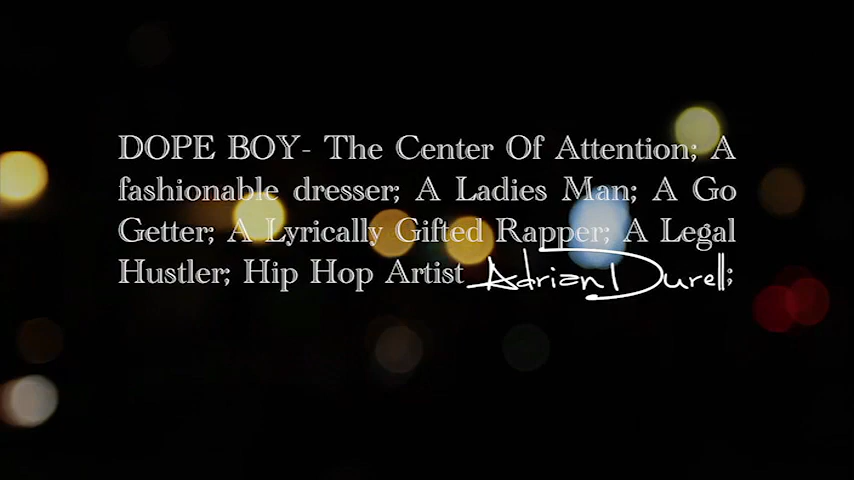 DOPE BOY- The Center Of Attention; A
fashionable dresser; A Ladies Man; A Go
Getter; A Lyrically Gifted Rapper; A Legal
Hustler; Hip Hop Artist Adrian Durell;